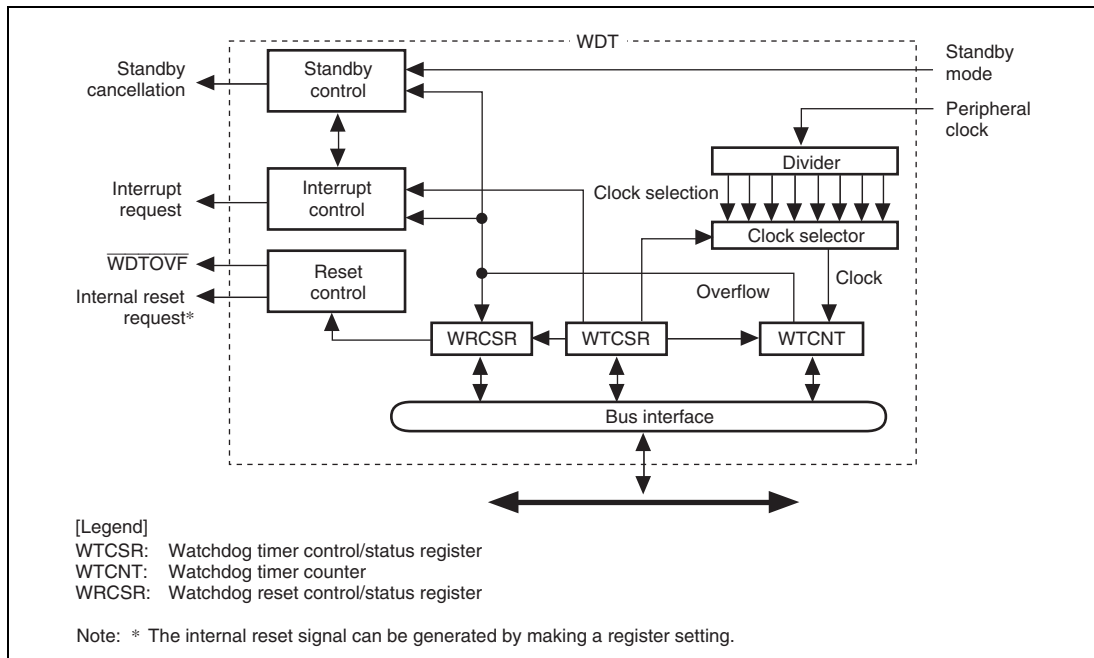 WDT
Standby
cancellation
Standby
control
Standby
mode
Peripheral
clock
Divider
Interrupt
request
Interrupt
control
Clock selection
Clock selector
WDTOVF
Internal reset
request*
Reset
control
Overflow
Clock
WRCSR
WTCSR
WTCNT
Bus interface
[Legend]
WTCSR: Watchdog timer control/status register
WTCNT: Watchdog timer counter
WRCSR: Watchdog reset control/status register
Note: * The internal reset signal can be generated by making a register setting.